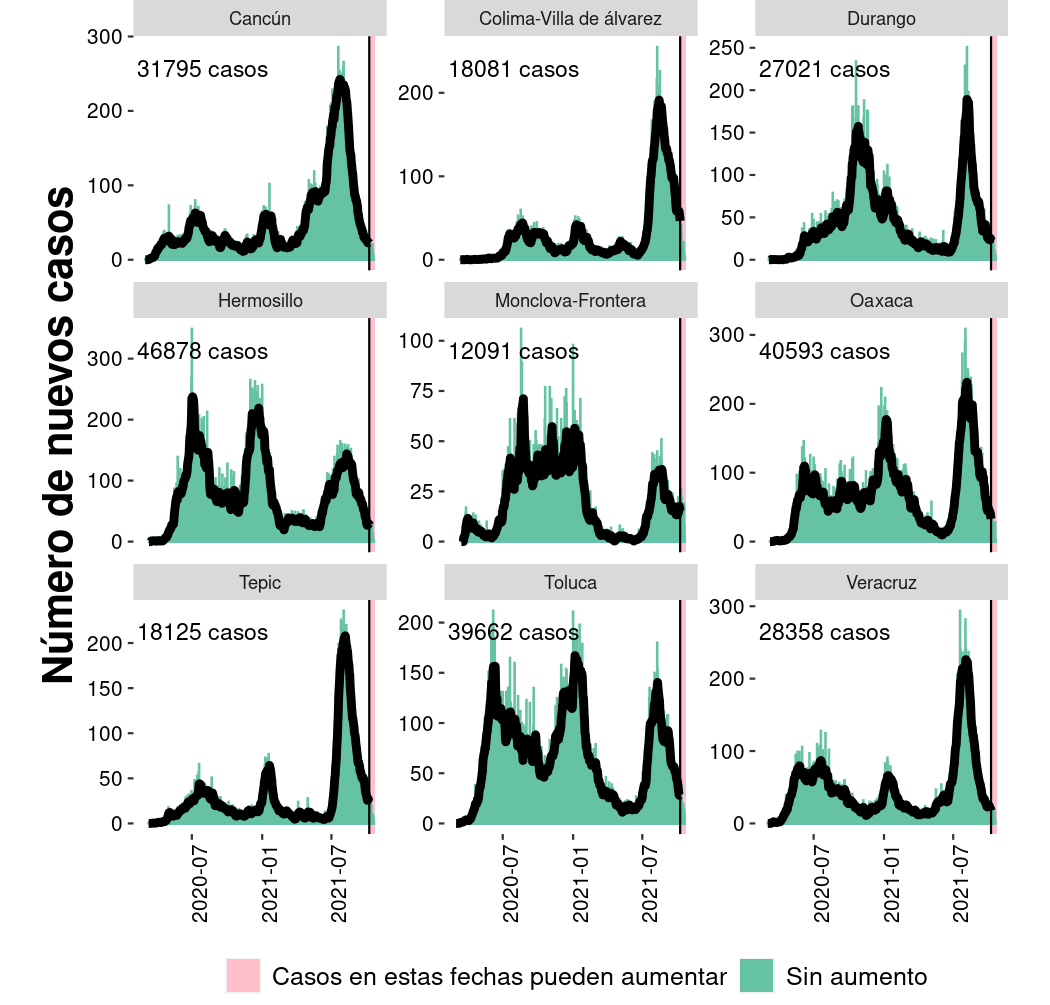 Número de nuevos casos
Cancún
31795 casos
300
200
100
0
Colima-Villa de álvarez
18081 casos
200
100
0
Durango
27021 casos
250
200
150
100
50
0
Hermosillo
46878 casos
300
200
100
0
Monclova-Frontera
12091 casos
100
75
50
25
0
Oaxaca
40593 casos
300
200
100
0
Tepic
18125 casos
200
150
100
50
0
2020-07
2021-01
2021-07
Toluca
39662 casos
200
150
100
50
0
2020-07
2021-01
2021-07
Veracruz
28358 casos
300
200
100
0
2020-07
2021-01
2021-07
Casos en estas fechas pueden aumentar
Sin aumento